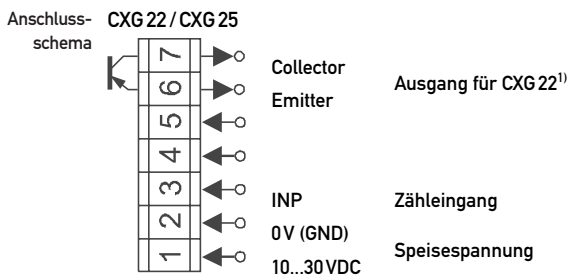 Anschluss-
schema
CXG 22 / CXG 25
7
Collector
6
Emitter
Ausgang für CXG 22¹⁾
5
4
3
INP
Zähleingang
2
0 V (GND)
1
10...30 VDC
Speisespannung